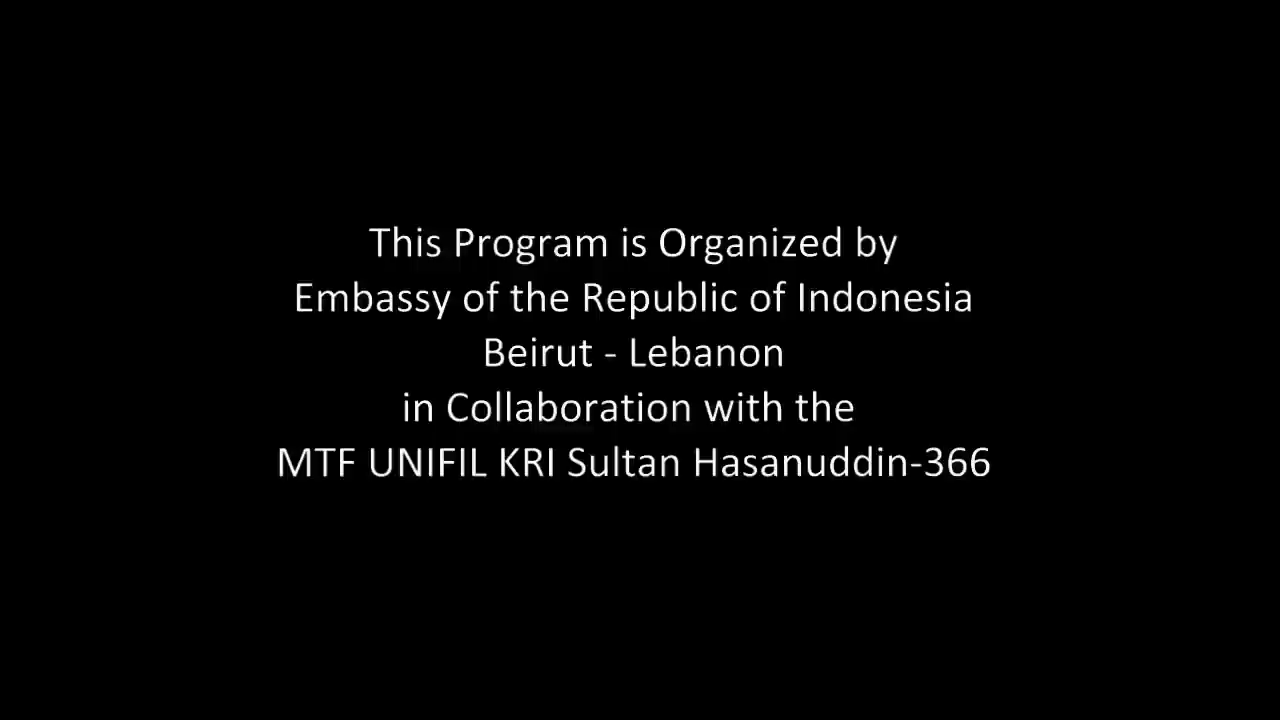 This Program is Organized by
Embassy of the Republic of Indonesia
Beirut - Lebanon
in Collaboration with the
MTF UNIFIL KRI Sultan Hasanuddin-366